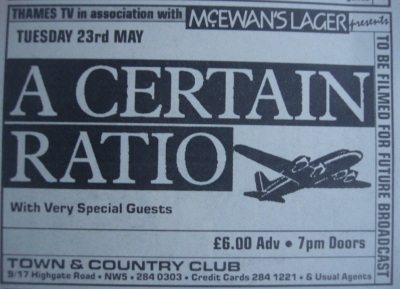 THAMES TV in association with McEWAN'S LAGER presents
TUESDAY 23rd MAY
A CERTAIN
RATIO
With Very Special Guests
£6.00 Adv • 7pm Doors
TOWN & COUNTRY CLUB
9/17 Highgate Road • NW5 • 284 0303 • Credit Cards 284 1221 • & Usual Agents
TO BE FILMED FOR FUTURE BROADCAST